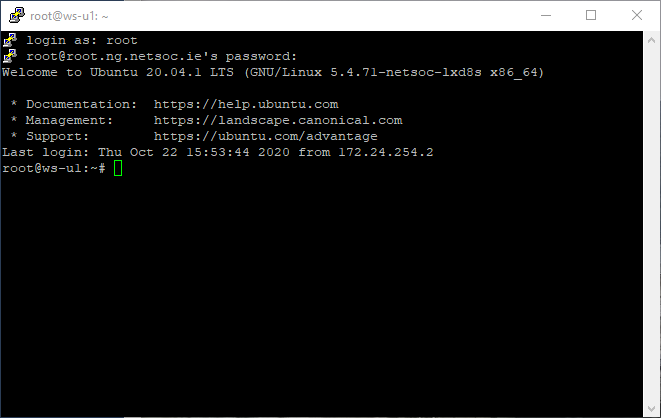 root@ws-u1: ~
login as: root
root@root.ng.netsoc.ie's password:
Welcome to Ubuntu 20.04.1 LTS (GNU/Linux 5.4.71-netsoc-lxd8s x86_64)
* Documentation:  https://help.ubuntu.com
* Management:     https://landscape.canonical.com
* Support:        https://ubuntu.com/advantage
Last login: Thu Oct 22 15:53:44 2020 from 172.24.254.2
root@ws-u1:~#